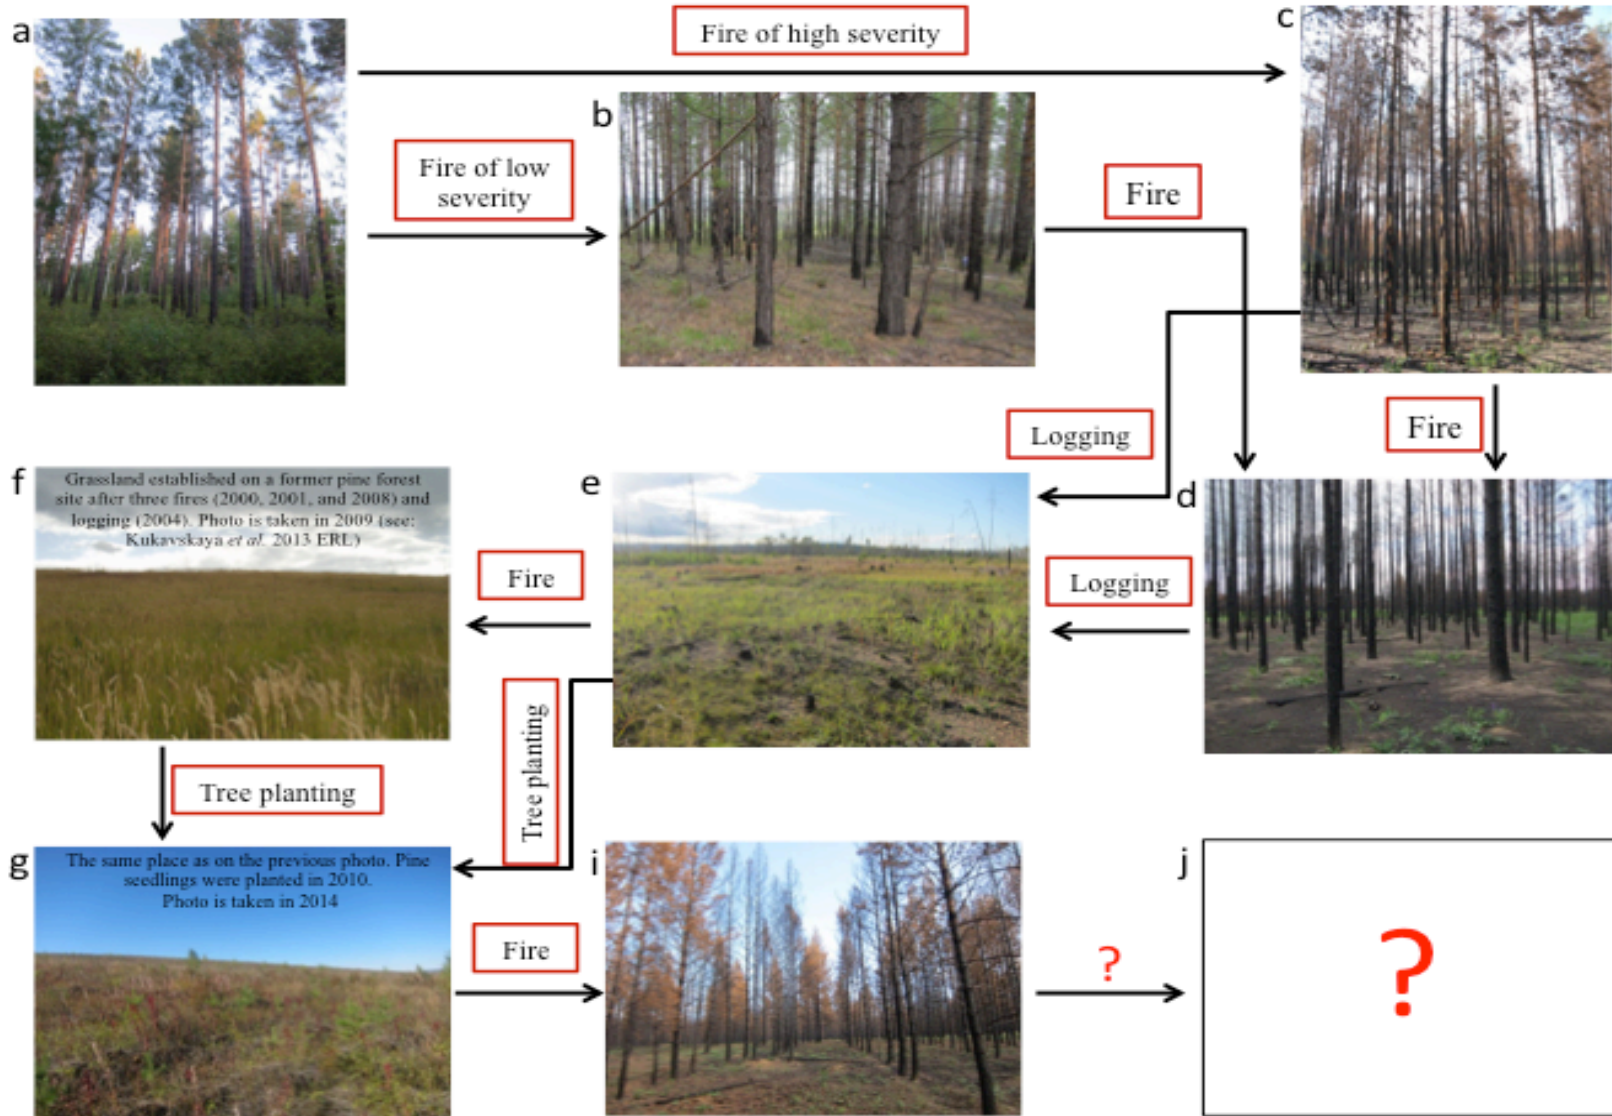 a
Fire of high severity
c
b
Fire of low
severity
Fire
Logging
Fire
f
Grassland established on a former pine forest
site after three fires (2000, 2001, and 2008) and
logging (2004). Photo is taken in 2009 (see:
Kukavskaya et al. 2013 ERL)
e
d
Fire
Logging
Tree planting
Tree planting
g
The same place as on the previous photo. Pine
seedlings were planted in 2010.
Photo is taken in 2014
Fire
i
?
j
?